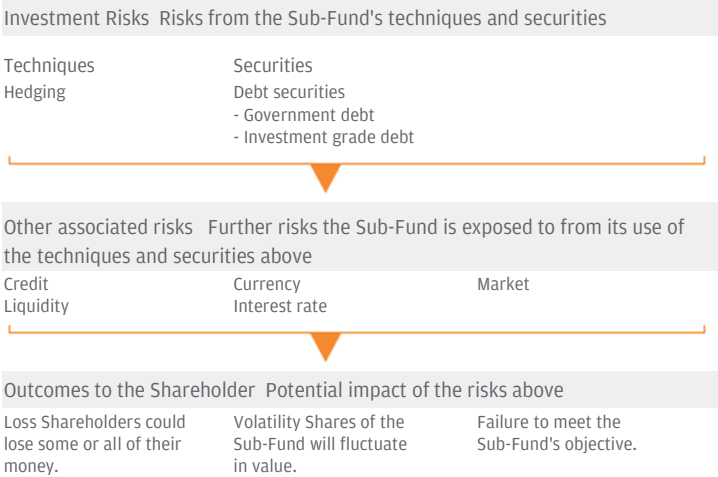 Investment Risks Risks from the Sub-Fund's techniques and securities
Techniques Securities
Hedging Debt securities
- Government debt
- Investment grade debt
Other associated risks Further risks the Sub-Fund is exposed to from its use of
the techniques and securities above
Credit Currency Market
Liquidity Interest rate
Outcomes to the Shareholder Potential impact of the risks above
Loss Shareholders could
lose some or all of their
money.
Volatility Shares of the
Sub-Fund will fluctuate
in value.
Failure to meet the
Sub-Fund's objective.